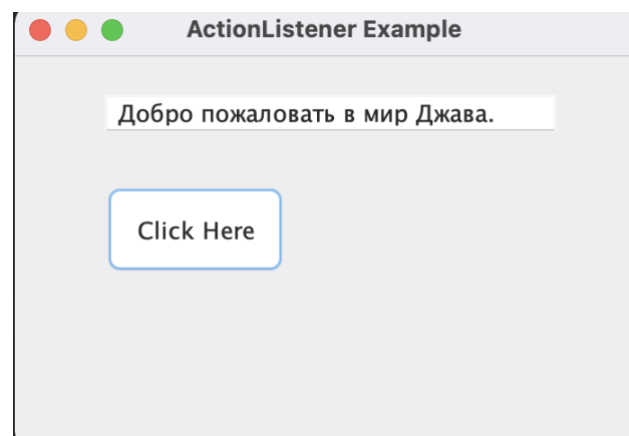 ActionListener Example
Добро пожаловать в мир Джава.
Click Here